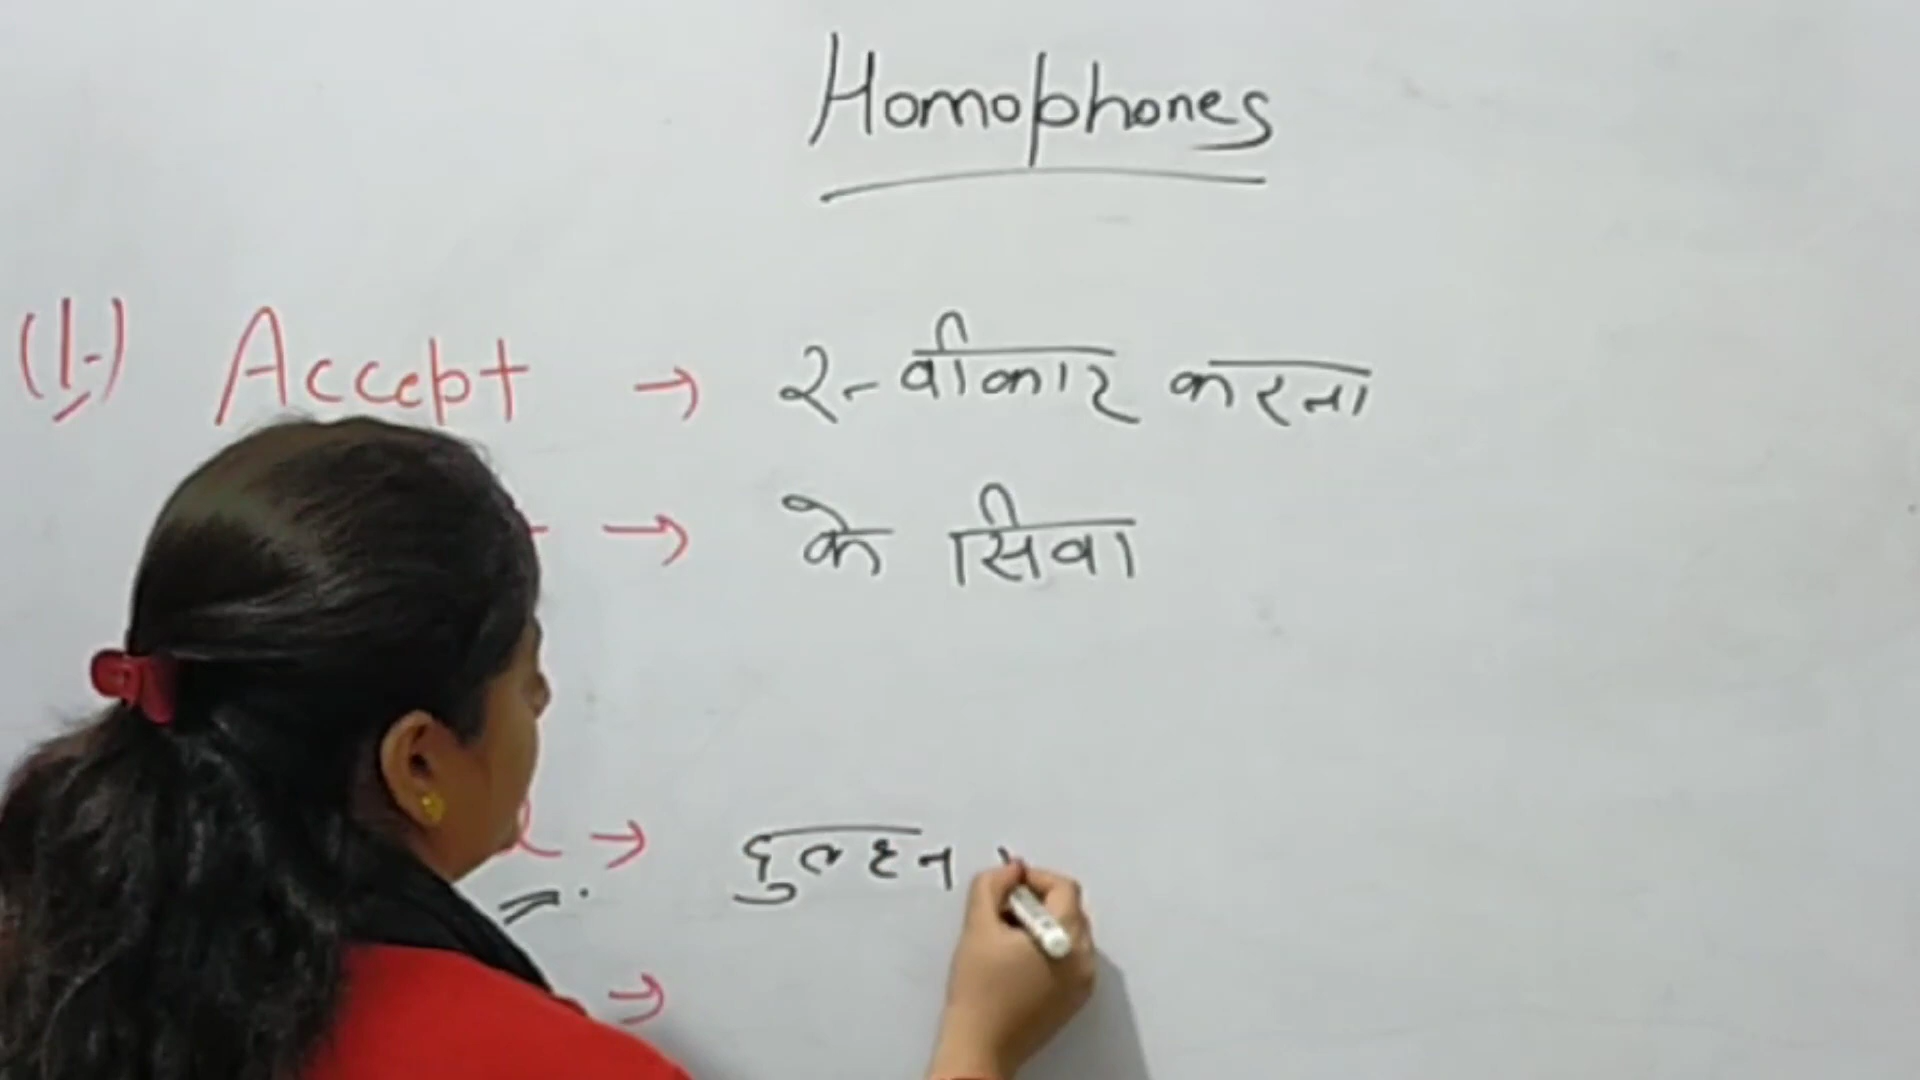 Homophones
(1.) Accept → स्वीकार करना
→ के सिवा
→ दुल्हन
→